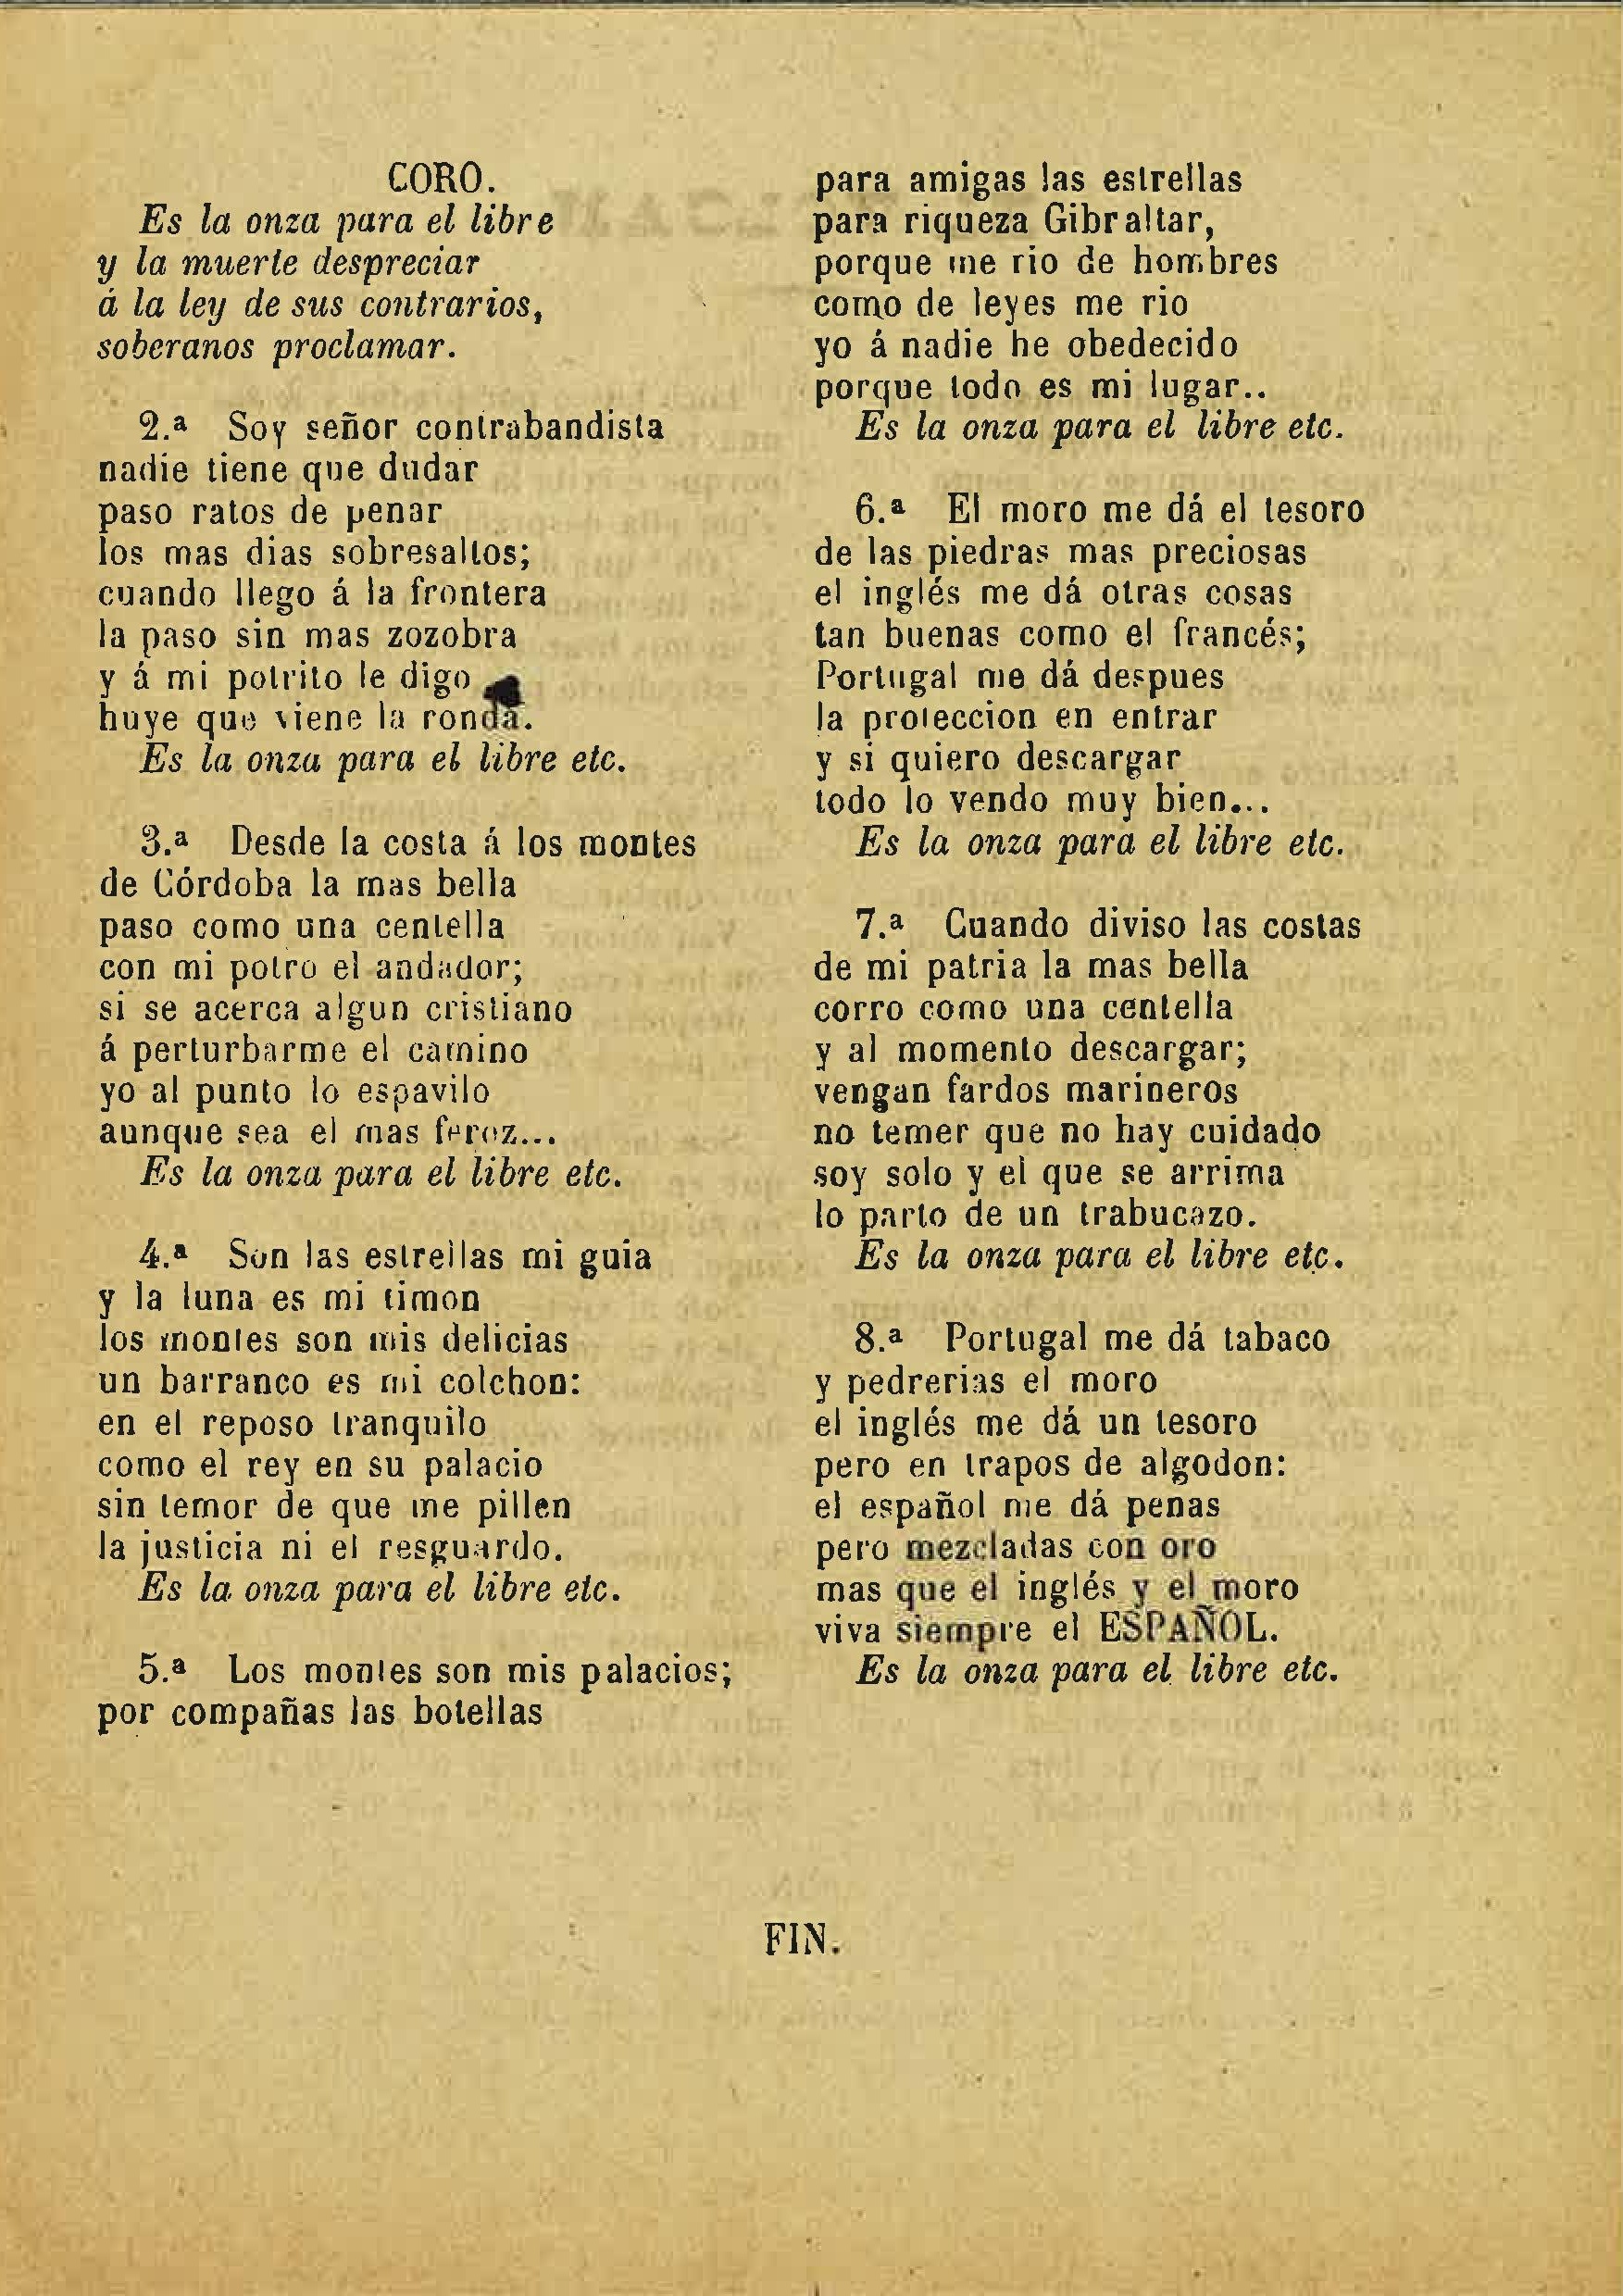 CORO.
Es la onza para el libre
y la muerte despreciar
á la ley de sus contrarios,
soberanos proclamar.
2.ª Soy señor contrabandista
nadie tiene que dudar
paso ratos de penar
los mas dias sobresaltos;
cuando llego á la frontera
la paso sin mas zozobra
y á mi potrito le digo
huye que viene la ronda.
Es la onza para el libre etc.
3.ª Desde la costa á los montes
de Córdoba la mas bella
paso como una centella
con mi potro el andador;
si se acerca algun cristiano
á perturbarme el camino
yo al punto lo espavilo
aunque sea el mas feroz...
Es la onza para el libre etc.
4.ª Son las estrellas mi guia
y la luna es mi timon
los montes son mis delicias
un barranco es mi colchon:
en el reposo tranquilo
como el rey en su palacio
sin temor de que me pillen
la justicia ni el resguardo.
Es la onza para el libre etc.
5.ª Los montes son mis palacios;
por compañas las botellas
para amigas las estrellas
para riqueza Gibraltar,
porque me rio de hombres
como de leyes me rio
yo á nadie he obedecido
porque todo es mi lugar..
Es la onza para el libre etc.
6.ª El moro me dá el tesoro
de las piedras mas preciosas
el inglés me dá otras cosas
tan buenas como el francés;
Portugal me dá despues
la proteccion en entrar
y si quiero descargar
todo lo vendo muy bien...
Es la onza para el libre etc.
7.ª Cuando diviso las costas
de mi patria la mas bella
corro como una centella
y al momento descargar;
vengan fardos marineros
no temer que no hay cuidado
soy solo y el que se arrima
lo parto de un trabucazo.
Es la onza para el libre etc.
8.ª Portugal me dá tabaco
y pedrerias el moro
el inglés me dá un tesoro
pero en trapos de algodon:
el español me dá penas
pero mezcladas con oro
mas que el inglés y el moro
viva siempre el ESPAÑOL.
Es la onza para el libre etc.
FIN.